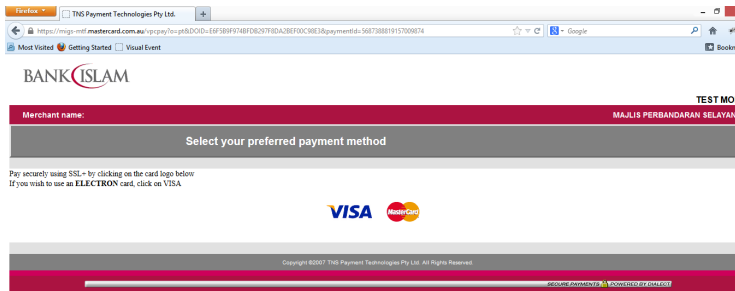 Firefox
TNS Payment Technologies Pty Ltd.
https://migs-mtf.mastercard.com.au/vpcpay?o=pt&DOID=E6F5B9F974BFDB297F8DA2BEF00C98E3&paymentId=5687388819157009874
Google
Most Visited Getting Started Visual Event
Bookm
BANK ISLAM
TEST MO
Merchant name: MAJLIS PERBANDARAN SELAYAN
Select your preferred payment method
Pay securely using SSL+ by clicking on the card logo below
If you wish to use an ELECTRON card, click on VISA
VISA MasterCard
Copyright ©2007 TNS Payment Technologies Pty Ltd. All Rights Reserved.
SECURE PAYMENTS POWERED BY DIALECT